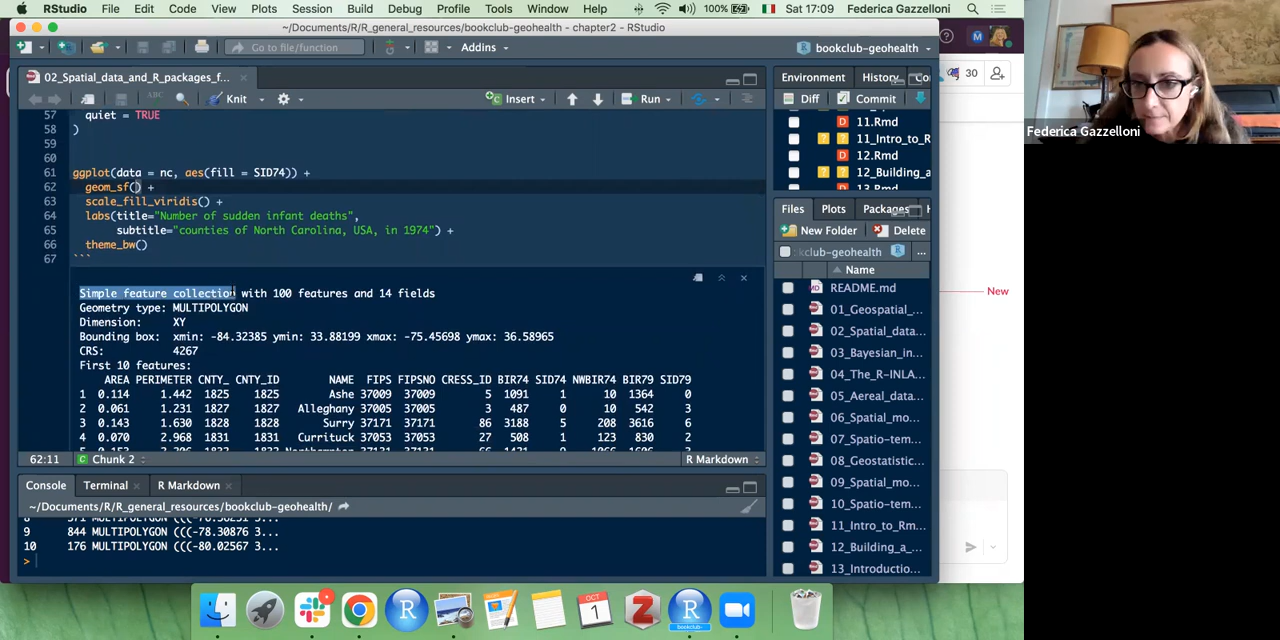 RStudio File Edit Code View Plots Session Build Debug Profile Tools Window Help 100% Sat 17:09 Federica Gazzelloni
~/Documents/R/R_general_resources/bookclub-geohealth - chapter2 - RStudio
Go to file/function Addins bookclub-geohealth
02_Spatial_data_and_R_packages_f...
Knit Insert Run
57 quiet = TRUE
58 )
59
60
61 ggplot(data = nc, aes(fill = SID74)) +
62 geom_sf() +
63 scale_fill_viridis() +
64 labs(title="Number of sudden infant deaths",
65 subtitle="counties of North Carolina, USA, in 1974") +
66 theme_bw()
67 ```
Simple feature collection with 100 features and 14 fields
Geometry type: MULTIPOLYGON
Dimension: XY
Bounding box: xmin: -84.32385 ymin: 33.88199 xmax: -75.45698 ymax: 36.58965
CRS: 4267
First 10 features:
AREA PERIMETER CNTY_ CNTY_ID NAME FIPS FIPSNO CRESS_ID BIR74 SID74 NWBIR74 BIR79 SID79
1 0.114 1.442 1825 1825 Ashe 37009 37009 5 1091 1 10 1364 0
2 0.061 1.231 1827 1827 Alleghany 37005 37005 3 487 0 10 542 3
3 0.143 1.630 1828 1828 Surry 37171 37171 86 3188 5 208 3616 6
4 0.070 2.968 1831 1831 Currituck 37053 37053 27 508 1 123 830 2
62:11 Chunk 2 R Markdown
Console Terminal R Markdown
~/Documents/R/R_general_resources/bookclub-geohealth/
9 844 MULTIPOLYGON (((-78.30876 3...
10 176 MULTIPOLYGON (((-80.02567 3...
>
Environment History Co
Diff Commit
D 11.Rmd
? ? 11_Intro_to_R
D 12.Rmd
? ? 12_Building_a
D 13.Rmd
Files Plots Packages
New Folder Delete
kclub-geohealth ...
Name
README.md
01_Geospatial_...
02_Spatial_data...
03_Bayesian_in...
04_The_R-INLA...
05_Aereal_data...
06_Spatial_mo...
07_Spatio-tem...
08_Geostatistic...
09_Spatial_mo...
10_Spatio-tem...
11_Intro_to_Rm...
12_Building_a_...
13_Introductio...
M
30
New
Federica Gazzelloni
OCT
1